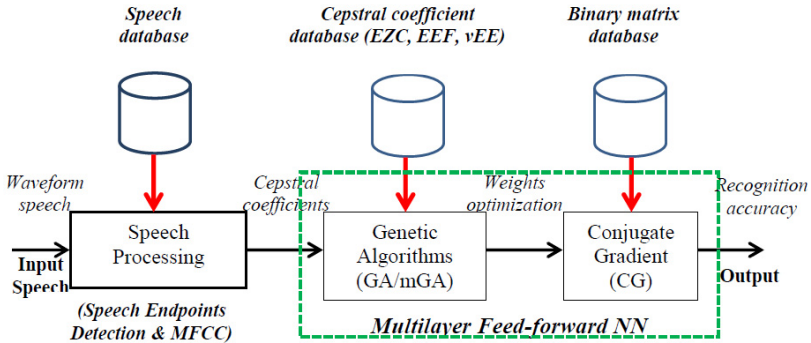 Speech
database
Cepstral coefficient
database (EZC, EEF, vEE)
Binary matrix
database
Waveform
speech
Cepstral
coefficients
Weights
optimization
Recognition
accuracy
Input
Speech
Speech
Processing
Genetic
Algorithms
(GA/mGA)
Conjugate
Gradient
(CG)
Output
(Speech Endpoints
Detection & MFCC)
Multilayer Feed-forward NN